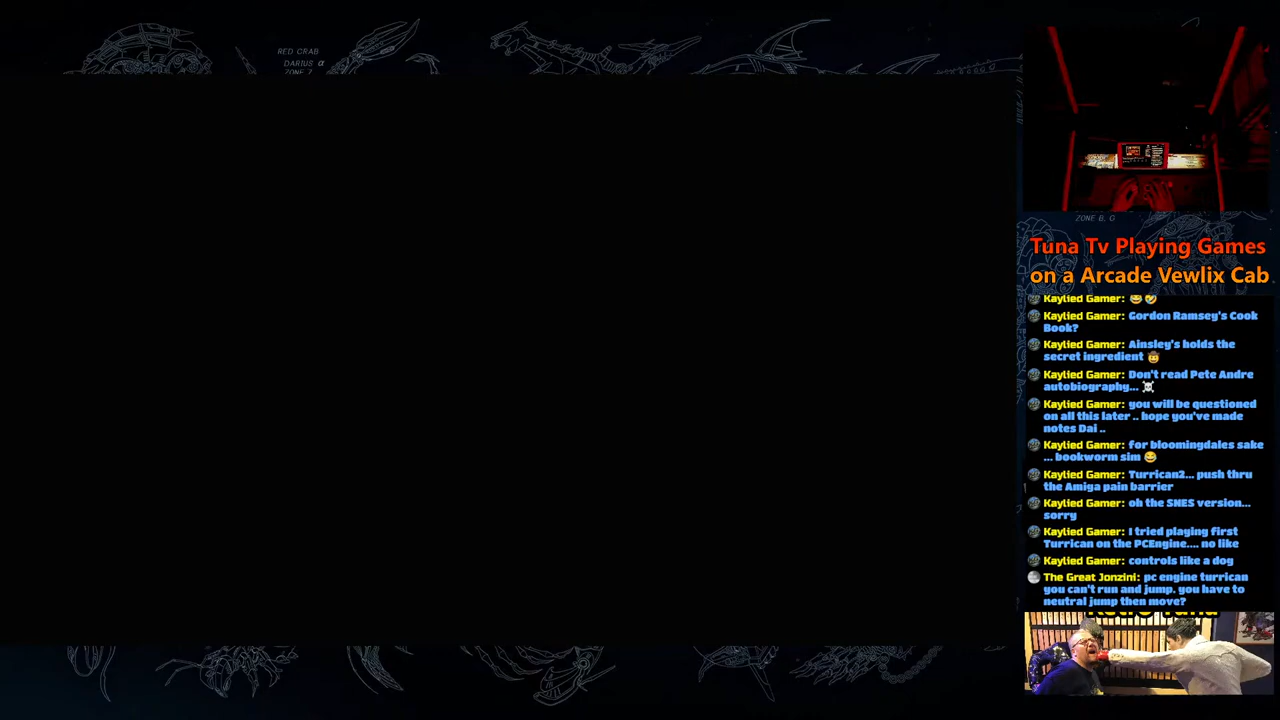 RED CRAB
DARIUS α
ZONE Z
ZONE B, G
Tuna Tv Playing Games
on a Arcade Vewlix Cab
Kaylied Gamer: 😂🤣
Kaylied Gamer: Gordon Ramsey's Cook
Book?
Kaylied Gamer: Ainsley's holds the
secret ingredient 🤠
Kaylied Gamer: Don't read Pete Andre
autobiography... ☠️
Kaylied Gamer: you will be questioned
on all this later .. hope you've made
notes Dai ..
Kaylied Gamer: for bloomingdales sake
... bookworm sim 😂
Kaylied Gamer: Turrican2... push thru
the Amiga pain barrier
Kaylied Gamer: oh the SNES version...
sorry
Kaylied Gamer: I tried playing first
Turrican on the PCEngine.... no like
Kaylied Gamer: controls like a dog
The Great Jonzini: pc engine turrican
you can't run and jump. you have to
neutral jump then move?
Retro Tuna